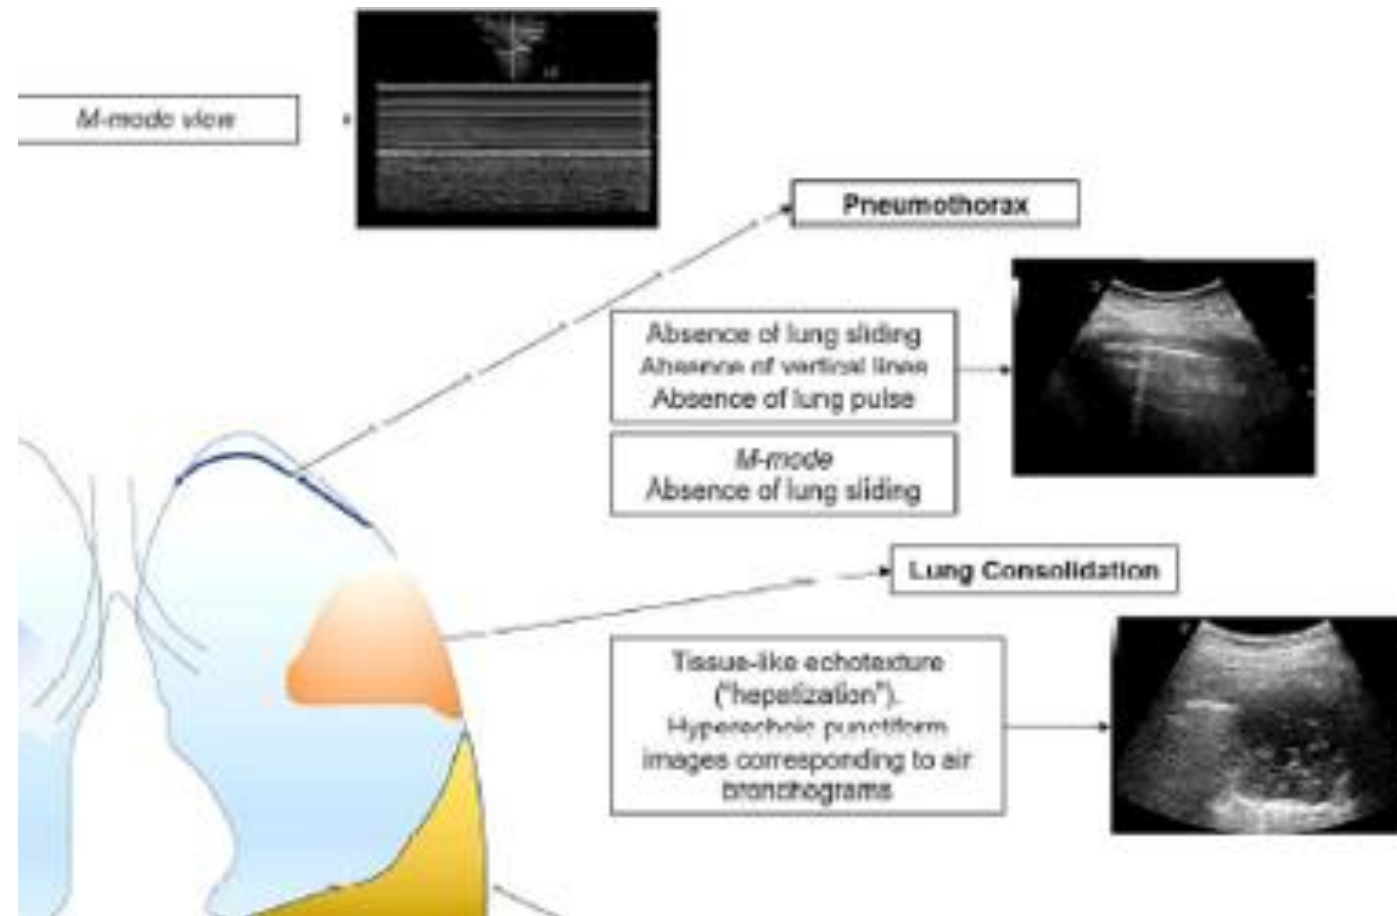 M-mode view
Pneumothorax
Absence of lung sliding
Absence of vertical lines
Absence of lung pulse
M-mode
Absence of lung sliding
Lung Consolidation
Tissue-like echotexture
("hepatization").
Hyperechoic punctiform
images corresponding to air
bronchograms